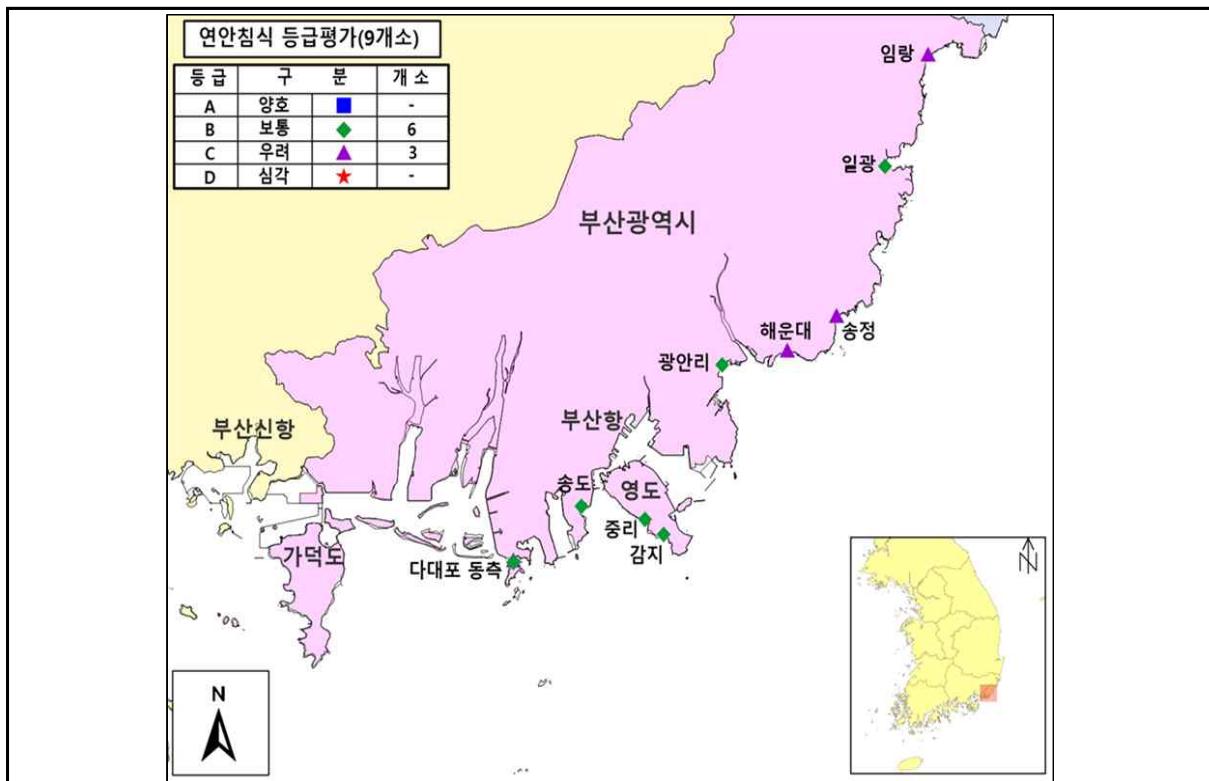 연안침식 등급평가(9개소)
등 급 구 분 개 소
A 양호 -
B 보통 6
C 우려 3
D 심각 -
임랑
일광
부산광역시
해운대 송정
광안리
부산항
부산신항
송도 영도
중리
감지
가덕도 다대포 동측
N
N